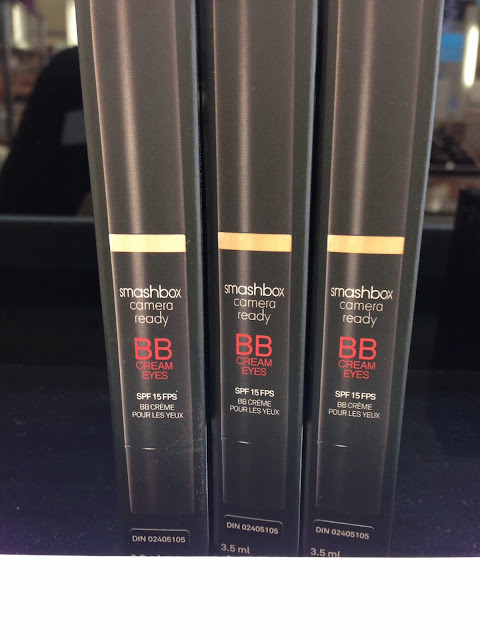 smashbox
camera
ready
BB
CREAM
EYES
SPF 15 FPS
BB CRÈME
POUR LES YEUX
DIN 02405105
smashbox
camera
ready
BB
CREAM
EYES
SPF 15 FPS
BB CRÈME
POUR LES YEUX
DIN 02405105
3.5 ml
smashbox
camera
ready
BB
CREAM
EYES
SPF 15 FPS
BB CRÈME
POUR LES YEUX
DIN 02405105
3.5 ml